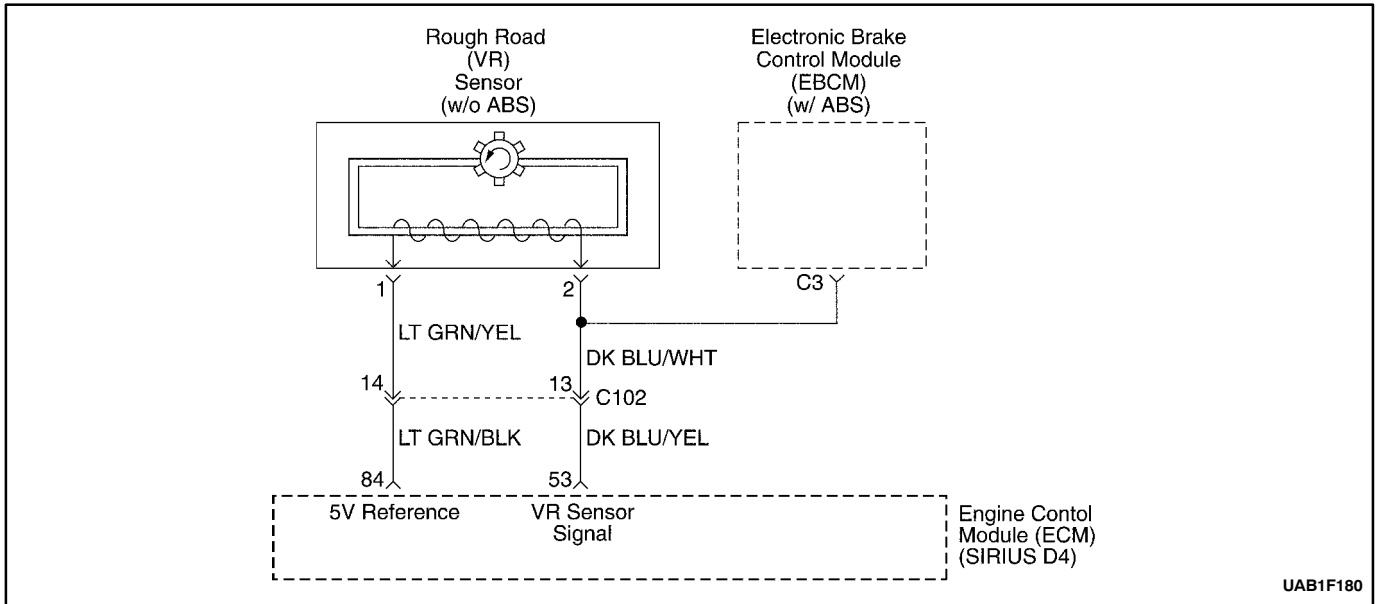 Rough Road
(VR)
Sensor
(w/o ABS)
Electronic Brake
Control Module
(EBCM)
(w/ ABS)
1
2
C3
LT GRN/YEL
DK BLU/WHT
14
13
C102
LT GRN/BLK
DK BLU/YEL
84
53
5V Reference
VR Sensor
Signal
Engine Contol
Module (ECM)
(SIRIUS D4)
UAB1F180